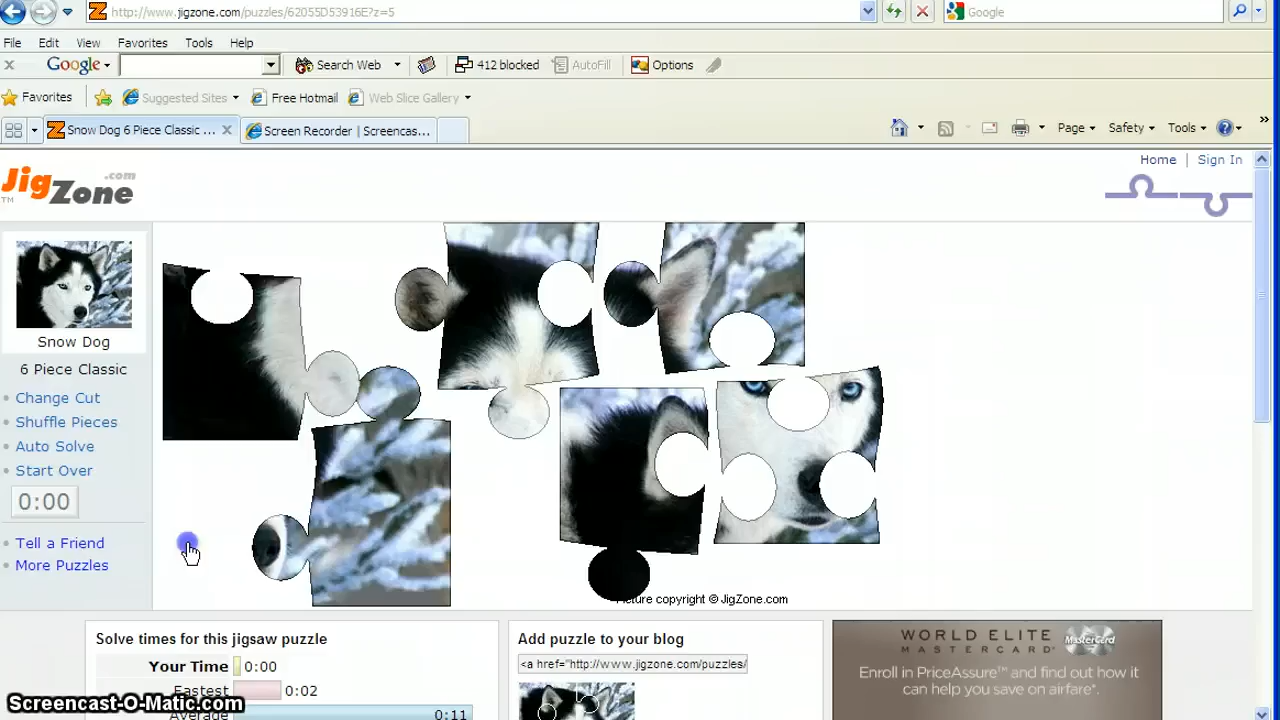 http://www.jigzone.com/puzzles/62055D53916E?z=5
Google
File Edit View Favorites Tools Help
Google Search Web 412 blocked AutoFill Options
Favorites Suggested Sites Free Hotmail Web Slice Gallery
Snow Dog 6 Piece Classic ... Screen Recorder | Screencas... Page Safety Tools
Home | Sign In
JigZone.com
TM
Snow Dog
6 Piece Classic
Change Cut
Shuffle Pieces
Auto Solve
Start Over
0:00
Tell a Friend
More Puzzles
Picture copyright © JigZone.com
Solve times for this jigsaw puzzle
Your Time 0:00
Fastest 0:02
Average 0:11
Add puzzle to your blog
<a href="http://www.jigzone.com/puzzles/
WORLD ELITE
MASTERCARD
MasterCard
Enroll in PriceAssure™ and find out how it
can help you save on airfare*.
Screencast-O-Matic.com